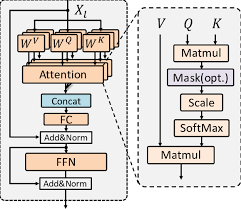 X_l
W^V W^Q W^K
Attention
Concat
FC
Add&Norm
FFN
Add&Norm
V Q K
Matmul
Mask(opt.)
Scale
SoftMax
Matmul